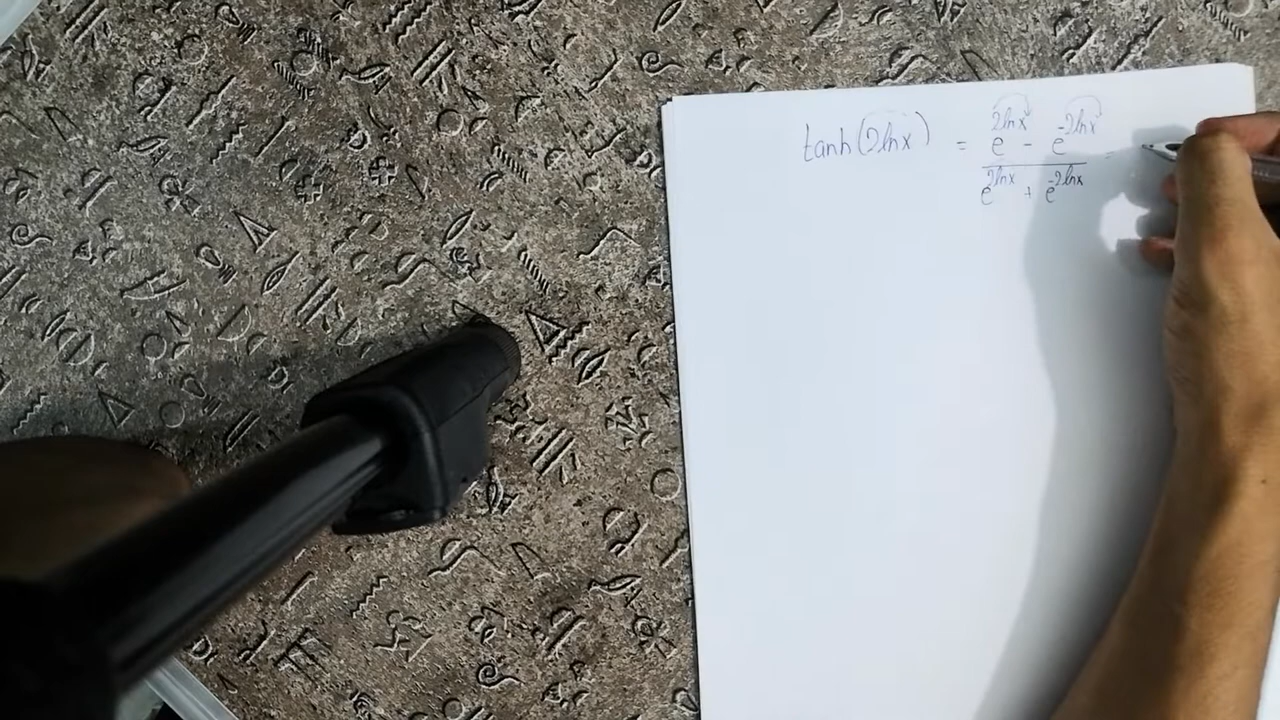 tanh(2lnx) = e^{2lnx} - e^{-2lnx} / e^{2lnx} + e^{-2lnx} =